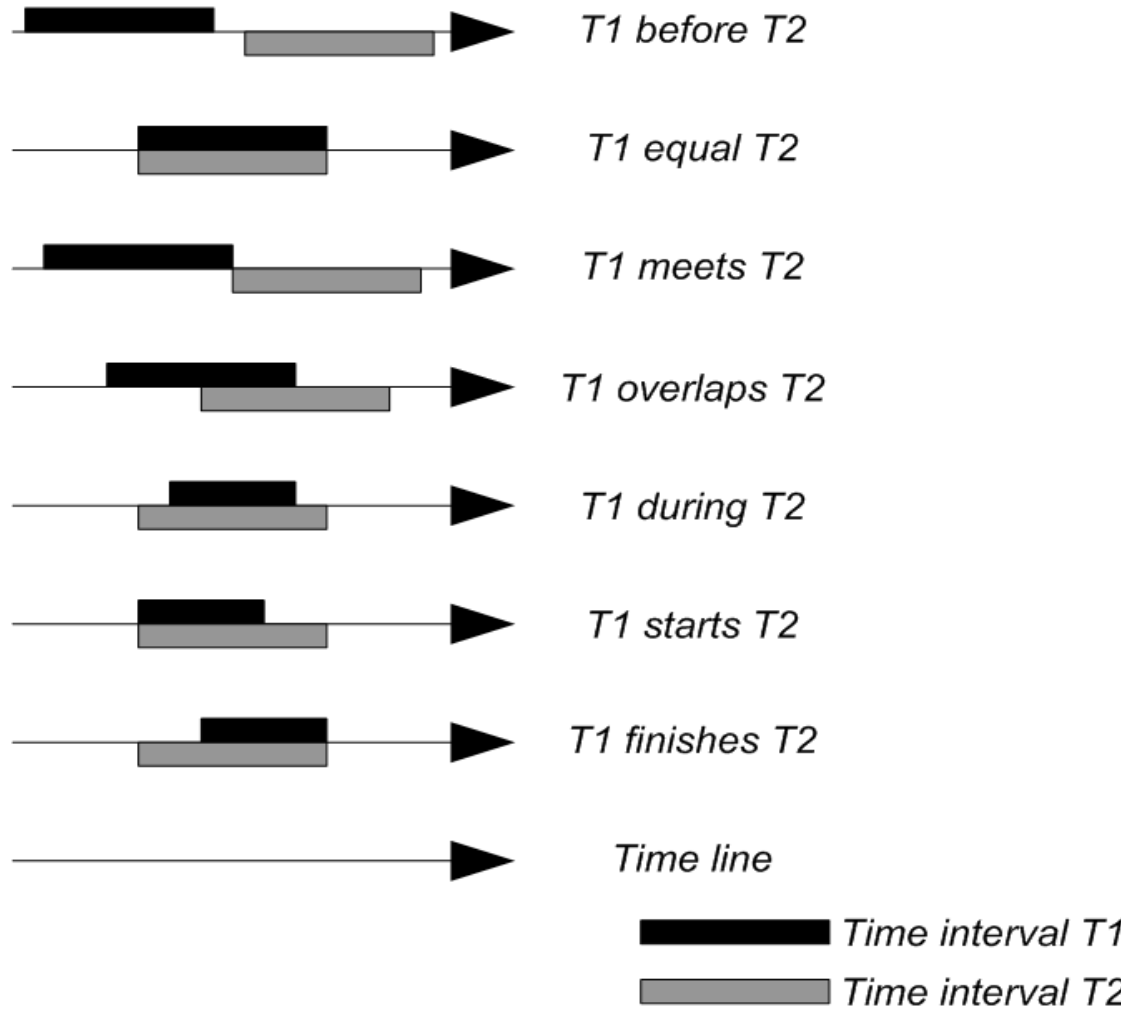 T1 before T2
T1 equal T2
T1 meets T2
T1 overlaps T2
T1 during T2
T1 starts T2
T1 finishes T2
Time line
Time interval T1
Time interval T2